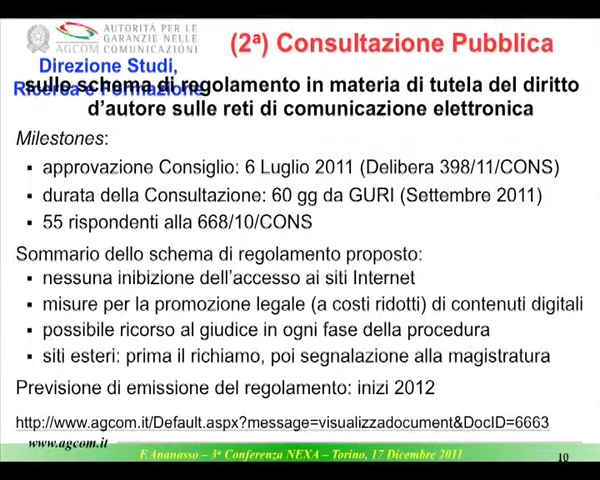 AGCOM
AUTORITÀ PER LE
GARANZIE NELLE
COMUNICAZIONI
(2ª) Consultazione Pubblica
Direzione Studi,
Ricerca e Formazione
sullo schema di regolamento in materia di tutela del diritto
d'autore sulle reti di comunicazione elettronica
Milestones:
▪ approvazione Consiglio: 6 Luglio 2011 (Delibera 398/11/CONS)
▪ durata della Consultazione: 60 gg da GURI (Settembre 2011)
▪ 55 rispondenti alla 668/10/CONS
Sommario dello schema di regolamento proposto:
▪ nessuna inibizione dell'accesso ai siti Internet
▪ misure per la promozione legale (a costi ridotti) di contenuti digitali
▪ possibile ricorso al giudice in ogni fase della procedura
▪ siti esteri: prima il richiamo, poi segnalazione alla magistratura
Previsione di emissione del regolamento: inizi 2012
http://www.agcom.it/Default.aspx?message=visualizzadocument&DocID=6663
www.agcom.it
F.Ananasso – 3ª Conferenza NEXA – Torino, 17 Dicembre 2011
10